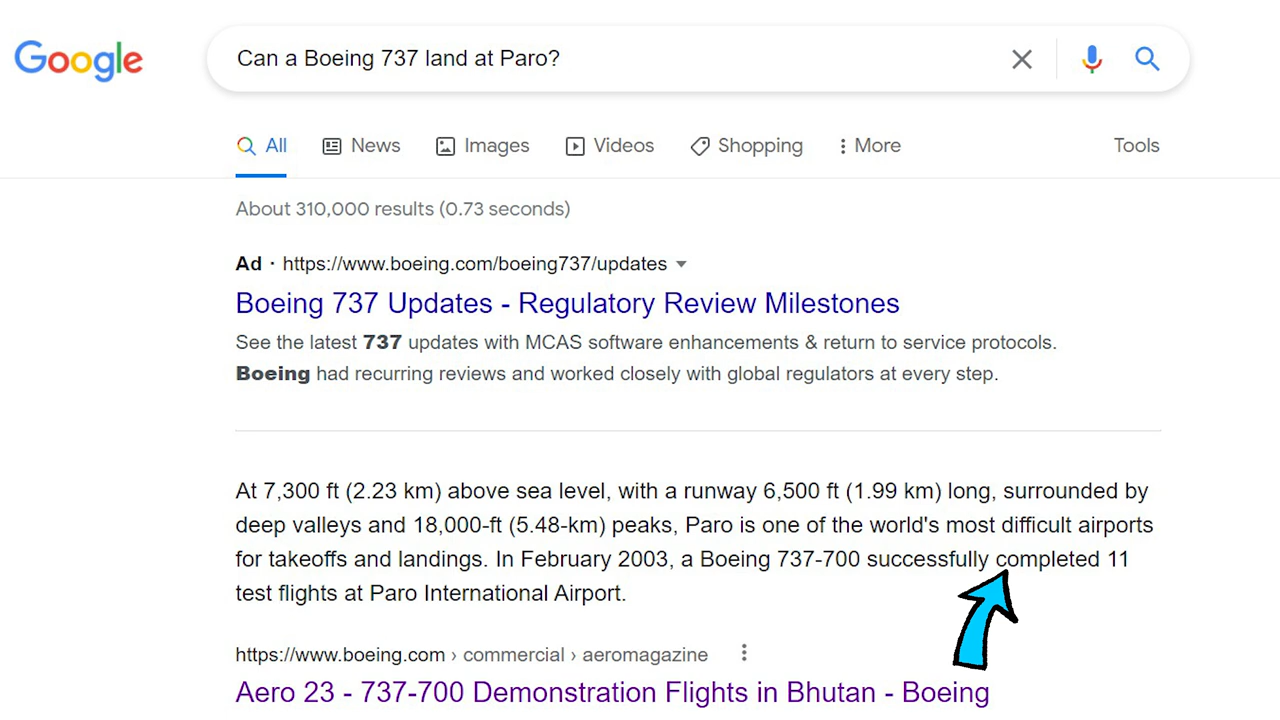 Google
Can a Boeing 737 land at Paro?
All News Images Videos Shopping More Tools
About 310,000 results (0.73 seconds)
Ad · https://www.boeing.com/boeing737/updates
Boeing 737 Updates - Regulatory Review Milestones
See the latest 737 updates with MCAS software enhancements & return to service protocols.
Boeing had recurring reviews and worked closely with global regulators at every step.
At 7,300 ft (2.23 km) above sea level, with a runway 6,500 ft (1.99 km) long, surrounded by
deep valleys and 18,000-ft (5.48-km) peaks, Paro is one of the world's most difficult airports
for takeoffs and landings. In February 2003, a Boeing 737-700 successfully completed 11
test flights at Paro International Airport.
https://www.boeing.com › commercial › aeromagazine
Aero 23 - 737-700 Demonstration Flights in Bhutan - Boeing